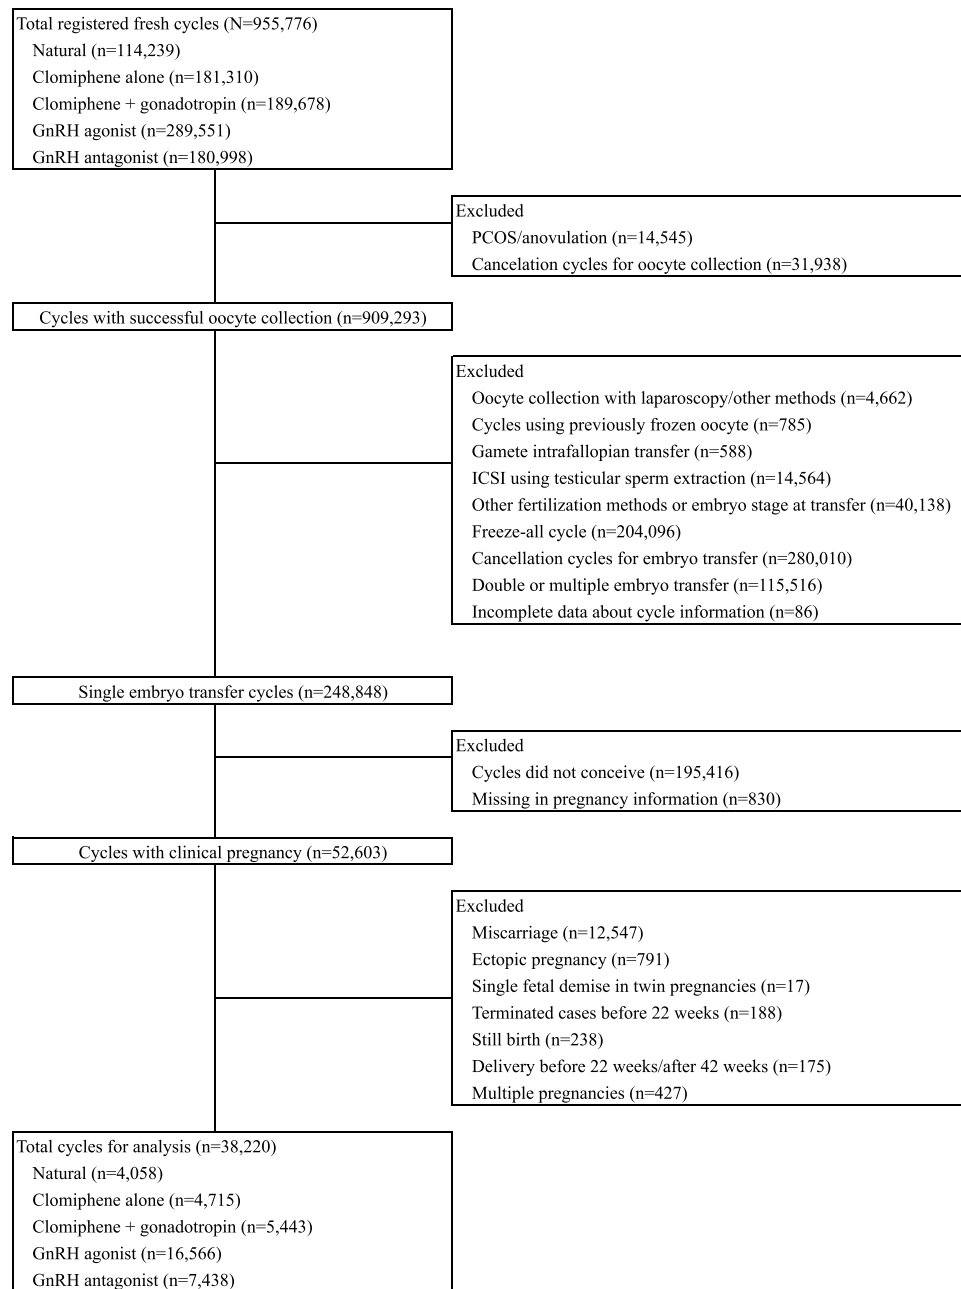 Total registered fresh cycles (N=955,776)
Natural (n=114,239)
Clomiphene alone (n=181,310)
Clomiphene + gonadotropin (n=189,678)
GnRH agonist (n=289,551)
GnRH antagonist (n=180,998)
Excluded
PCOS/anovulation (n=14,545)
Cancelation cycles for oocyte collection (n=31,938)
Cycles with successful oocyte collection (n=909,293)
Excluded
Oocyte collection with laparoscopy/other methods (n=4,662)
Cycles using previously frozen oocyte (n=785)
Gamete intrafallopian transfer (n=588)
ICSI using testicular sperm extraction (n=14,564)
Other fertilization methods or embryo stage at transfer (n=40,138)
Freeze-all cycle (n=204,096)
Cancellation cycles for embryo transfer (n=280,010)
Double or multiple embryo transfer (n=115,516)
Incomplete data about cycle information (n=86)
Single embryo transfer cycles (n=248,848)
Excluded
Cycles did not conceive (n=195,416)
Missing in pregnancy information (n=830)
Cycles with clinical pregnancy (n=52,603)
Excluded
Miscarriage (n=12,547)
Ectopic pregnancy (n=791)
Single fetal demise in twin pregnancies (n=17)
Terminated cases before 22 weeks (n=188)
Still birth (n=238)
Delivery before 22 weeks/after 42 weeks (n=175)
Multiple pregnancies (n=427)
Total cycles for analysis (n=38,220)
Natural (n=4,058)
Clomiphene alone (n=4,715)
Clomiphene + gonadotropin (n=5,443)
GnRH agonist (n=16,566)
GnRH antagonist (n=7,438)